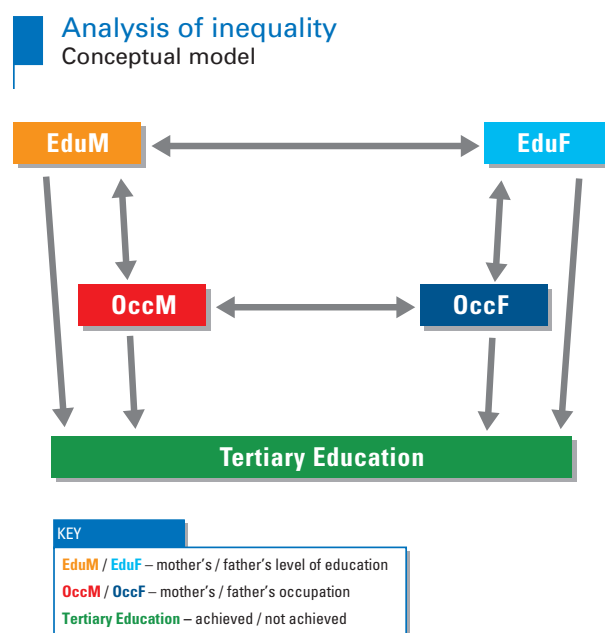 Analysis of inequality
Conceptual model
EduM
EduF
OccM
OccF
Tertiary Education
KEY
EduM / EduF – mother's / father's level of education
OccM / OccF – mother's / father's occupation
Tertiary Education – achieved / not achieved